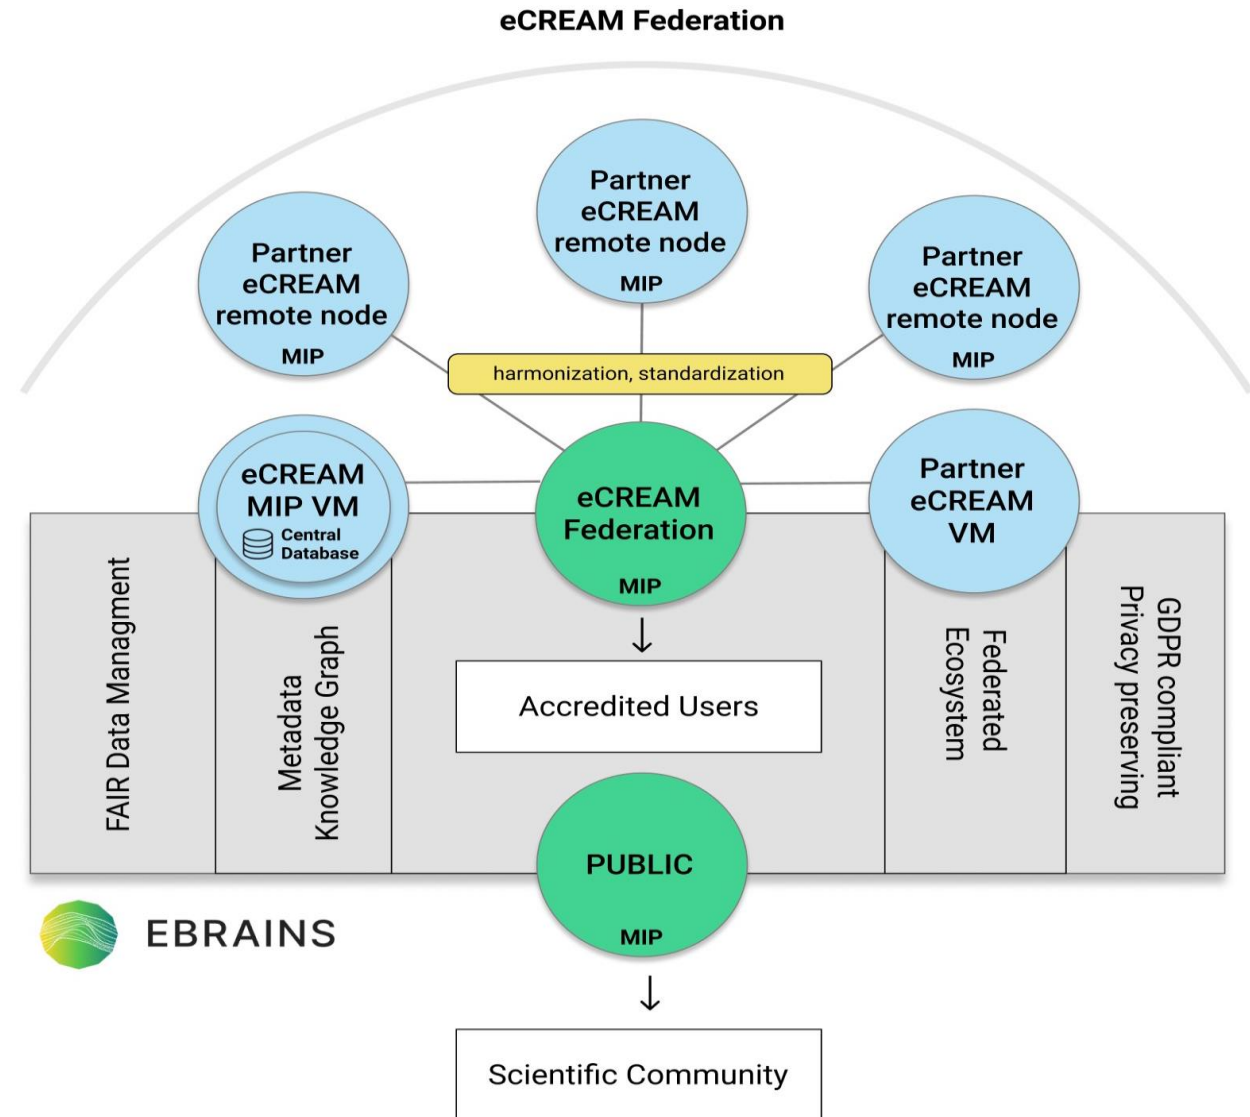 eCREAM Federation
Partner
eCREAM
remote node
MIP
Partner
eCREAM
remote node
MIP
Partner
eCREAM
remote node
MIP
harmonization, standardization
eCREAM
MIP VM
Central
Database
eCREAM
Federation
MIP
Partner
eCREAM
VM
FAIR Data Managment
Metadata
Knowledge Graph
Accredited Users
Federated
Ecosystem
GDPR compliant
Privacy preserving
PUBLIC
MIP
EBRAINS
Scientific Community